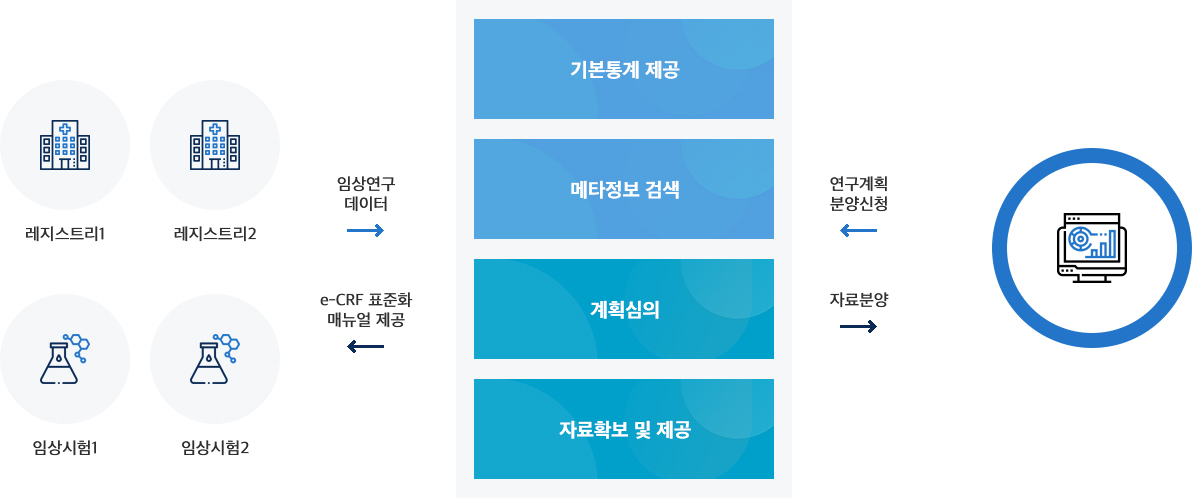 레지스트리1
레지스트리2
임상시험1
임상시험2
임상연구
데이터
e-CRF 표준화
매뉴얼 제공
기본통계 제공
메타정보 검색
계획심의
자료확보 및 제공
연구계획
분양신청
자료분양